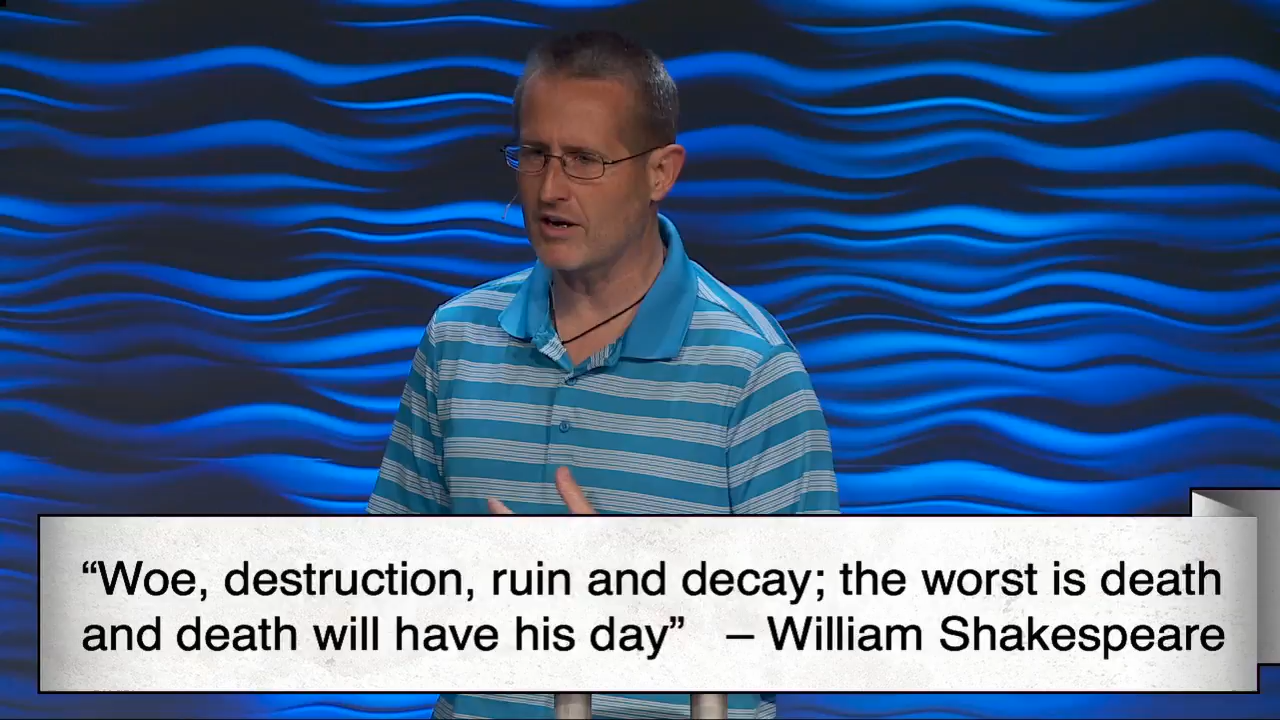 “Woe, destruction, ruin and decay; the worst is death
and death will have his day” – William Shakespeare